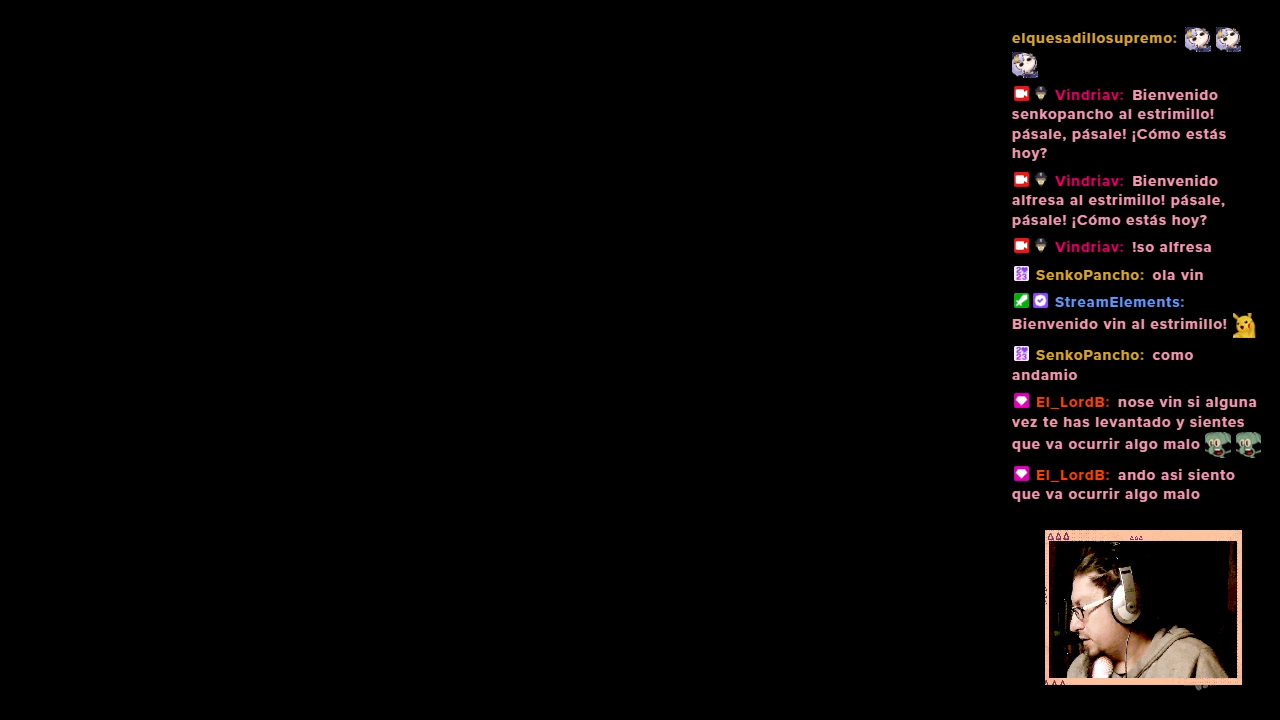 elquesadillosupremo:
Vindriav: Bienvenido
senkopancho al estrimillo!
pásale, pásale! ¡Cómo estás
hoy?
Vindriav: Bienvenido
alfresa al estrimillo! pásale,
pásale! ¡Cómo estás hoy?
Vindriav: !so alfresa
SenkoPancho: ola vin
StreamElements:
Bienvenido vin al estrimillo!
SenkoPancho: como
andamio
El_LordB: nose vin si alguna
vez te has levantado y sientes
que va ocurrir algo malo
El_LordB: ando asi siento
que va ocurrir algo malo